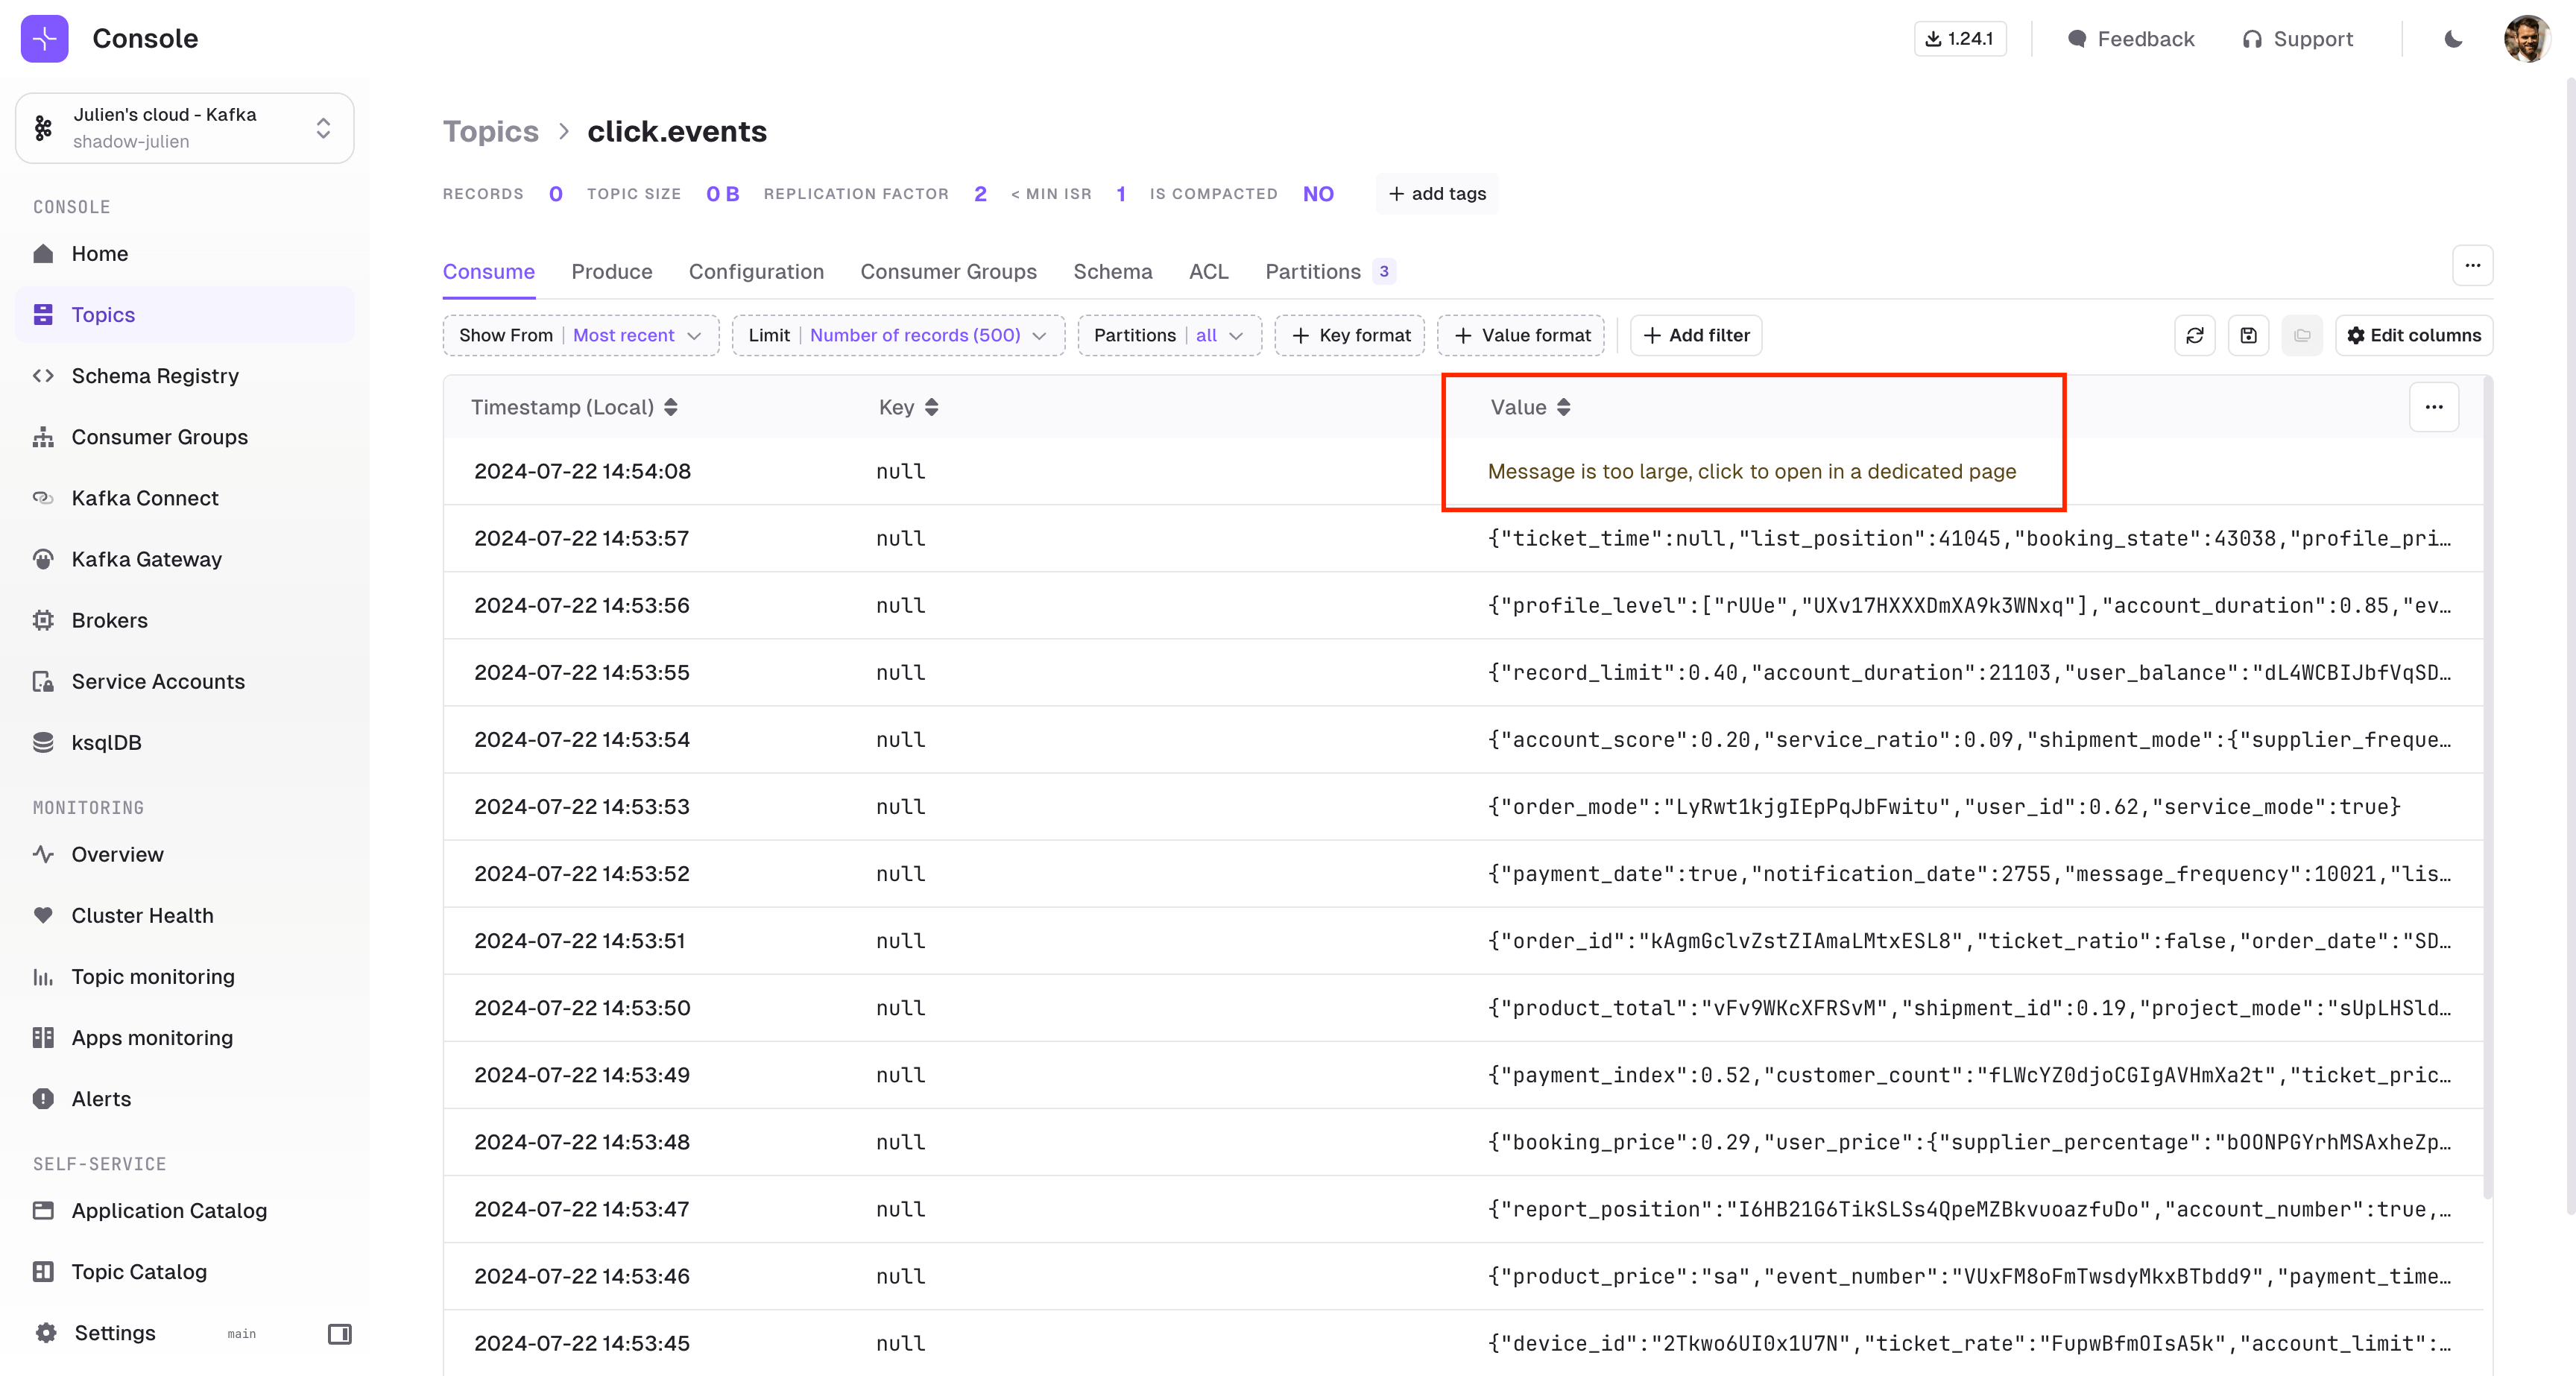 Console
1.24.1
Feedback
Support
Julien's cloud - Kafka
shadow-julien
CONSOLE
Home
Topics
Schema Registry
Consumer Groups
Kafka Connect
Kafka Gateway
Brokers
Service Accounts
ksqlDB
MONITORING
Overview
Cluster Health
Topic monitoring
Apps monitoring
Alerts
SELF-SERVICE
Application Catalog
Topic Catalog
Settings main
Topics > click.events
RECORDS 0 TOPIC SIZE 0 B REPLICATION FACTOR 2 < MIN ISR 1 IS COMPACTED NO + add tags
Consume Produce Configuration Consumer Groups Schema ACL Partitions 3
Show From Most recent Limit Number of records (500) Partitions all + Key format + Value format + Add filter Edit columns
Timestamp (Local) Key Value
2024-07-22 14:54:08 null Message is too large, click to open in a dedicated page
2024-07-22 14:53:57 null {"ticket_time":null,"list_position":41045,"booking_state":43038,"profile_pri…
2024-07-22 14:53:56 null {"profile_level":["rUUe","UXv17HXXXDmXA9k3WNxq"],"account_duration":0.85,"ev…
2024-07-22 14:53:55 null {"record_limit":0.40,"account_duration":21103,"user_balance":"dL4WCBIJbfVqSD…
2024-07-22 14:53:54 null {"account_score":0.20,"service_ratio":0.09,"shipment_mode":{"supplier_freque…
2024-07-22 14:53:53 null {"order_mode":"LyRwt1kjgIEpPqJbFwitu","user_id":0.62,"service_mode":true}
2024-07-22 14:53:52 null {"payment_date":true,"notification_date":2755,"message_frequency":10021,"lis…
2024-07-22 14:53:51 null {"order_id":"kAgmGclvZstZIAmaLMtxESL8","ticket_ratio":false,"order_date":"SD…
2024-07-22 14:53:50 null {"product_total":"vFv9WKcXFRSvM","shipment_id":0.19,"project_mode":"sUpLHSld…
2024-07-22 14:53:49 null {"payment_index":0.52,"customer_count":"fLWcYZ0djoCGIgAVHmXa2t","ticket_pric…
2024-07-22 14:53:48 null {"booking_price":0.29,"user_price":{"supplier_percentage":"bOONPGYrhMSAxheZp…
2024-07-22 14:53:47 null {"report_position":"I6HB21G6TikSLSs4QpeMZBkvuoazfuDo","account_number":true,…
2024-07-22 14:53:46 null {"product_price":"sa","event_number":"VUxFM8oFmTwsdyMkxBTbdd9","payment_time…
2024-07-22 14:53:45 null {"device_id":"2Tkwo6UI0x1U7N","ticket_rate":"FupwBfmOIsA5k","account_limit":…